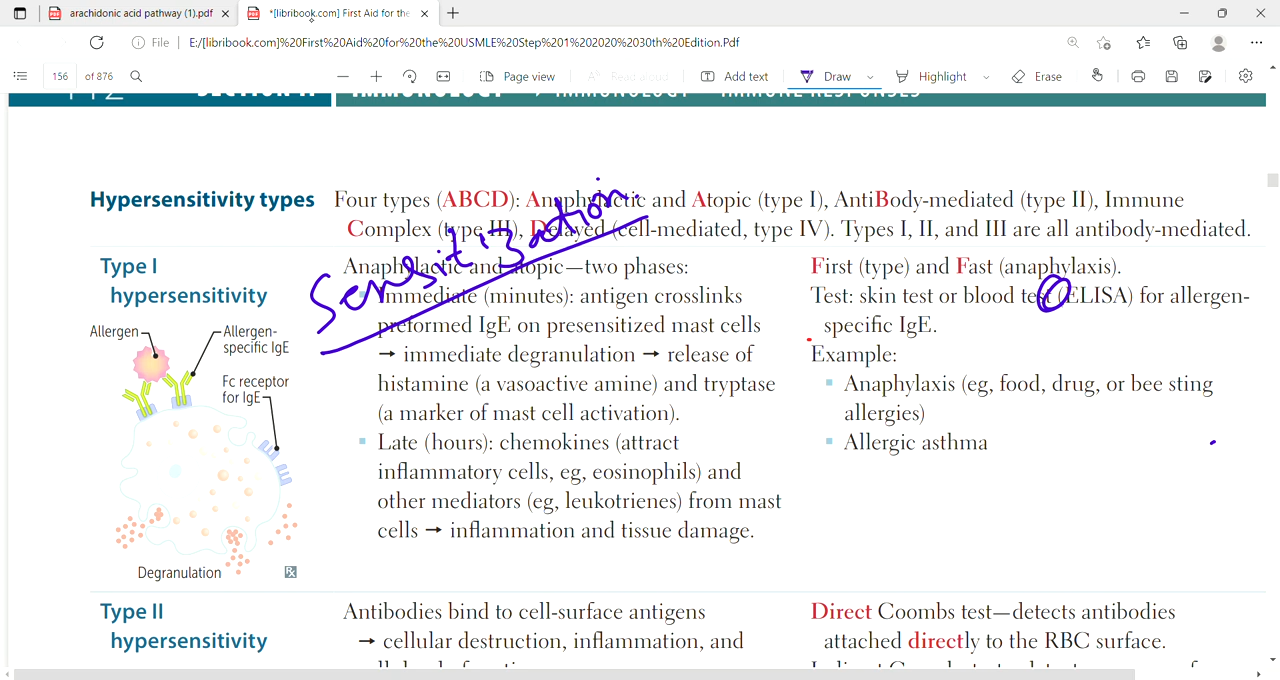 arachidonic acid pathway (1).pdf
*[libribook.com] First Aid for the
File
E:/[libribook.com]%20First%20Aid%20for%20the%20USMLE%20Step%201%202020%2030th%20Edition.Pdf
156 of 876
Page view
Read aloud
Add text
Draw
Highlight
Erase
112 SECTION II IMMUNOLOGY IMMUNOLOGY—IMMUNE RESPONSES
Hypersensitivity types
Four types (ABCD): Anaphylactic and Atopic (type I), AntiBody-mediated (type II), Immune
Complex (type III), Delayed (cell-mediated, type IV). Types I, II, and III are all antibody-mediated.
Sensitization.
Type I
hypersensitivity
Allergen
Allergen-
specific IgE
Fc receptor
for IgE
Degranulation
Rx
Anaphylactic and atopic—two phases:
Immediate (minutes): antigen crosslinks
preformed IgE on presensitized mast cells
→ immediate degranulation → release of
histamine (a vasoactive amine) and tryptase
(a marker of mast cell activation).
Late (hours): chemokines (attract
inflammatory cells, eg, eosinophils) and
other mediators (eg, leukotrienes) from mast
cells → inflammation and tissue damage.
First (type) and Fast (anaphylaxis).
Test: skin test or blood test (ELISA) for allergen-
specific IgE.
Example:
Anaphylaxis (eg, food, drug, or bee sting
allergies)
Allergic asthma
Type II
hypersensitivity
Antibodies bind to cell-surface antigens
→ cellular destruction, inflammation, and
Direct Coombs test—detects antibodies
attached directly to the RBC surface.